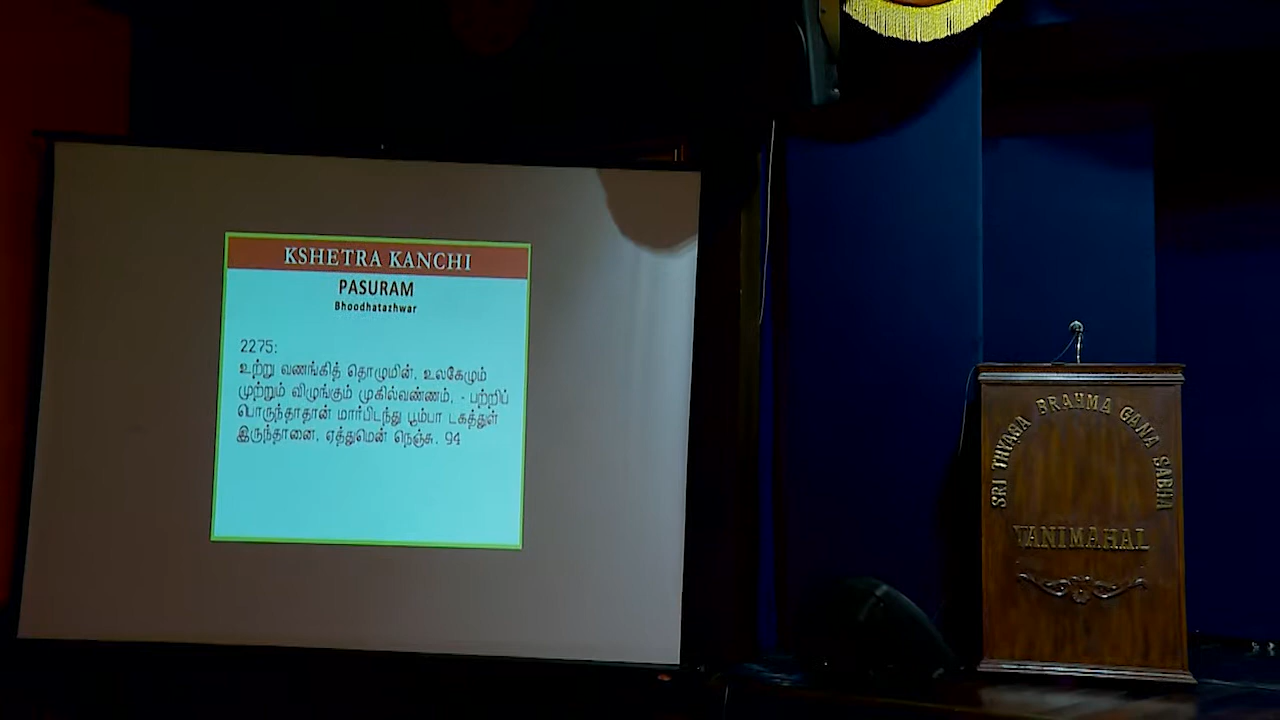 KSHETRA KANCHI
PASURAM
Bhoodhatazhwar
2275:
உற்று வணங்கித் தொழுமின், உலகேழும்
முற்றும் விழுங்கும் முகில்வண்ணம், - பற்றிப்
பொருந்தாதான் மார்பிடந்து பூம்பா டகத்துள்
இருந்தானை, ஏத்துமென் நெஞ்சு. 94
SRI THYAGA BRAHMA GANA SABHA
VANIMAHAL